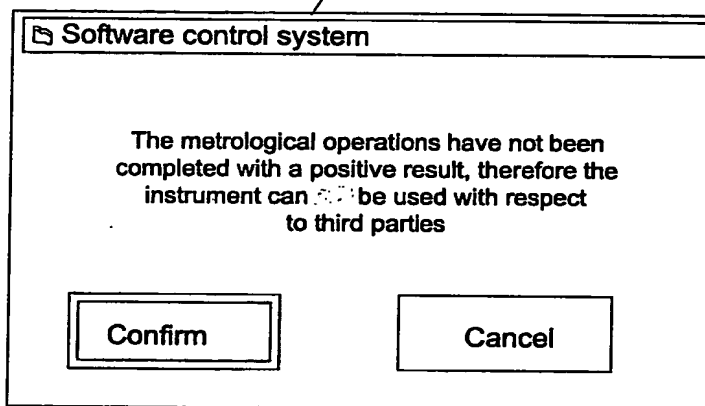 Software control system
The metrological operations have not been
completed with a positive result, therefore the
instrument can be used with respect
to third parties
Confirm
Cancel